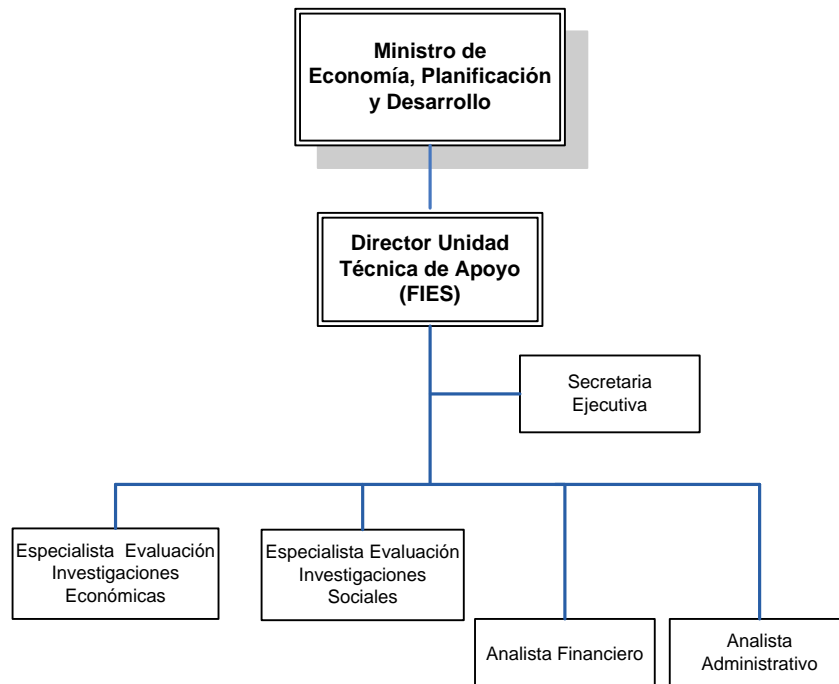 Ministro de
Economía, Planificación
y Desarrollo
Director Unidad
Técnica de Apoyo
(FIES)
Secretaria
Ejecutiva
Especialista Evaluación
Investigaciones
Económicas
Especialista Evaluación
Investigaciones
Sociales
Analista Financiero
Analista
Administrativo